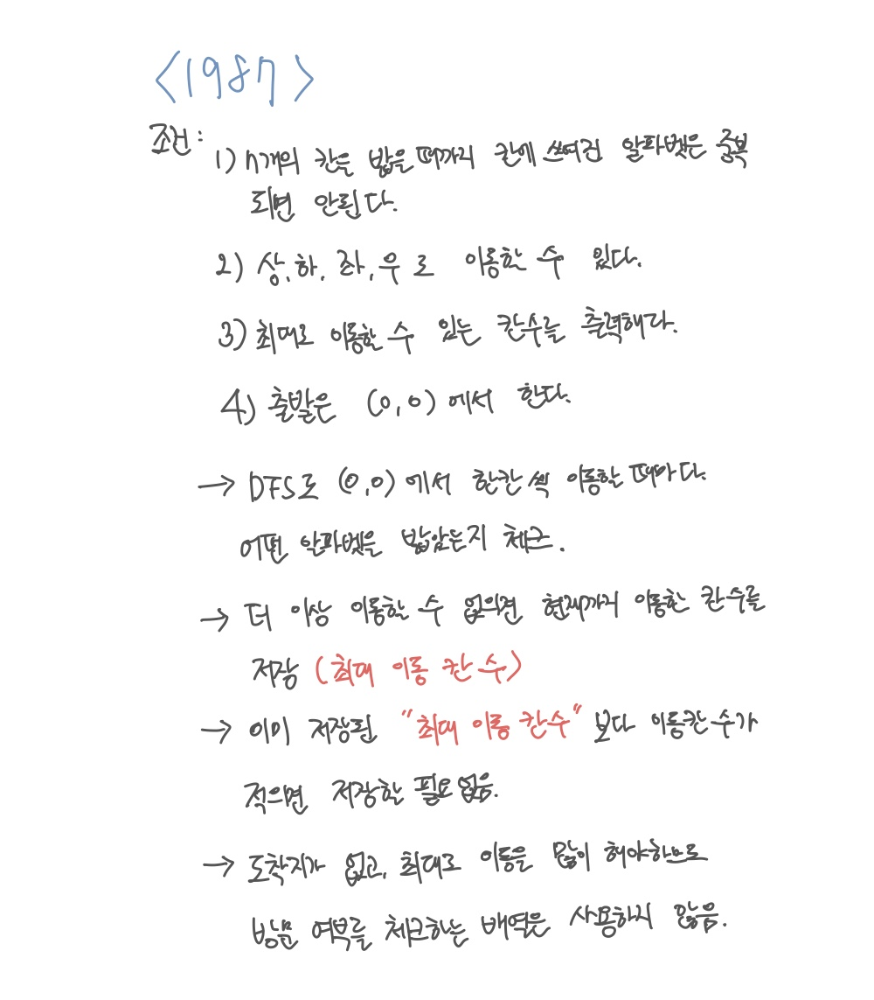 <1987>
조건:
1) n개의 칸을 밟을 때까지 칸에 쓰여진 알파벳은 중복
되면 안된다.
2) 상, 하, 좌, 우로 이동할 수 있다.
3) 최대로 이동할 수 있는 칸수를 출력해라.
4) 출발은 (0,0)에서 한다.
→ DFS로 (0,0)에서 한칸씩 이동할 때마다.
어떤 알파벳을 밟았는지 체크.
→ 더 이상 이동할 수 없으면 현재까지 이동한 칸수를
저장 (최대 이동 칸수)
→ 이미 저장된 "최대 이동 칸수"보다 이동칸수가
적으면 저장할 필요없음.
→ 도착지가 없고, 최대로 이동을 많이 해야하므로
방문 여부를 체크하는 배열은 사용하지 않음.